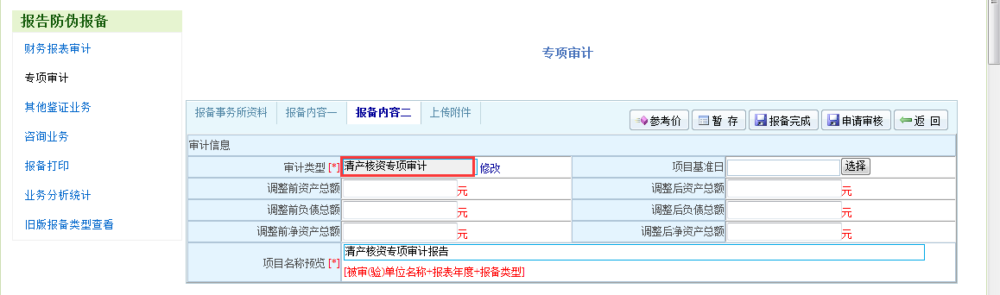 报告防伪报备
财务报表审计
专项审计
其他鉴证业务
咨询业务
报备打印
业务分析统计
旧版报备类型查看
专项审计
报备事务所资料 报备内容一 报备内容二 上传附件
参考价 暂 存 报备完成 申请审核 返 回
审计信息
审计类型 [*] 清产核资专项审计 修改 项目基准日 选择
调整前资产总额 元 调整后资产总额 元
调整前负债总额 元 调整后负债总额 元
调整前净资产总额 元 调整后净资产总额 元
项目名称预览 [*] 清产核资专项审计报告
[被审(验)单位名称+报表年度+报备类型]